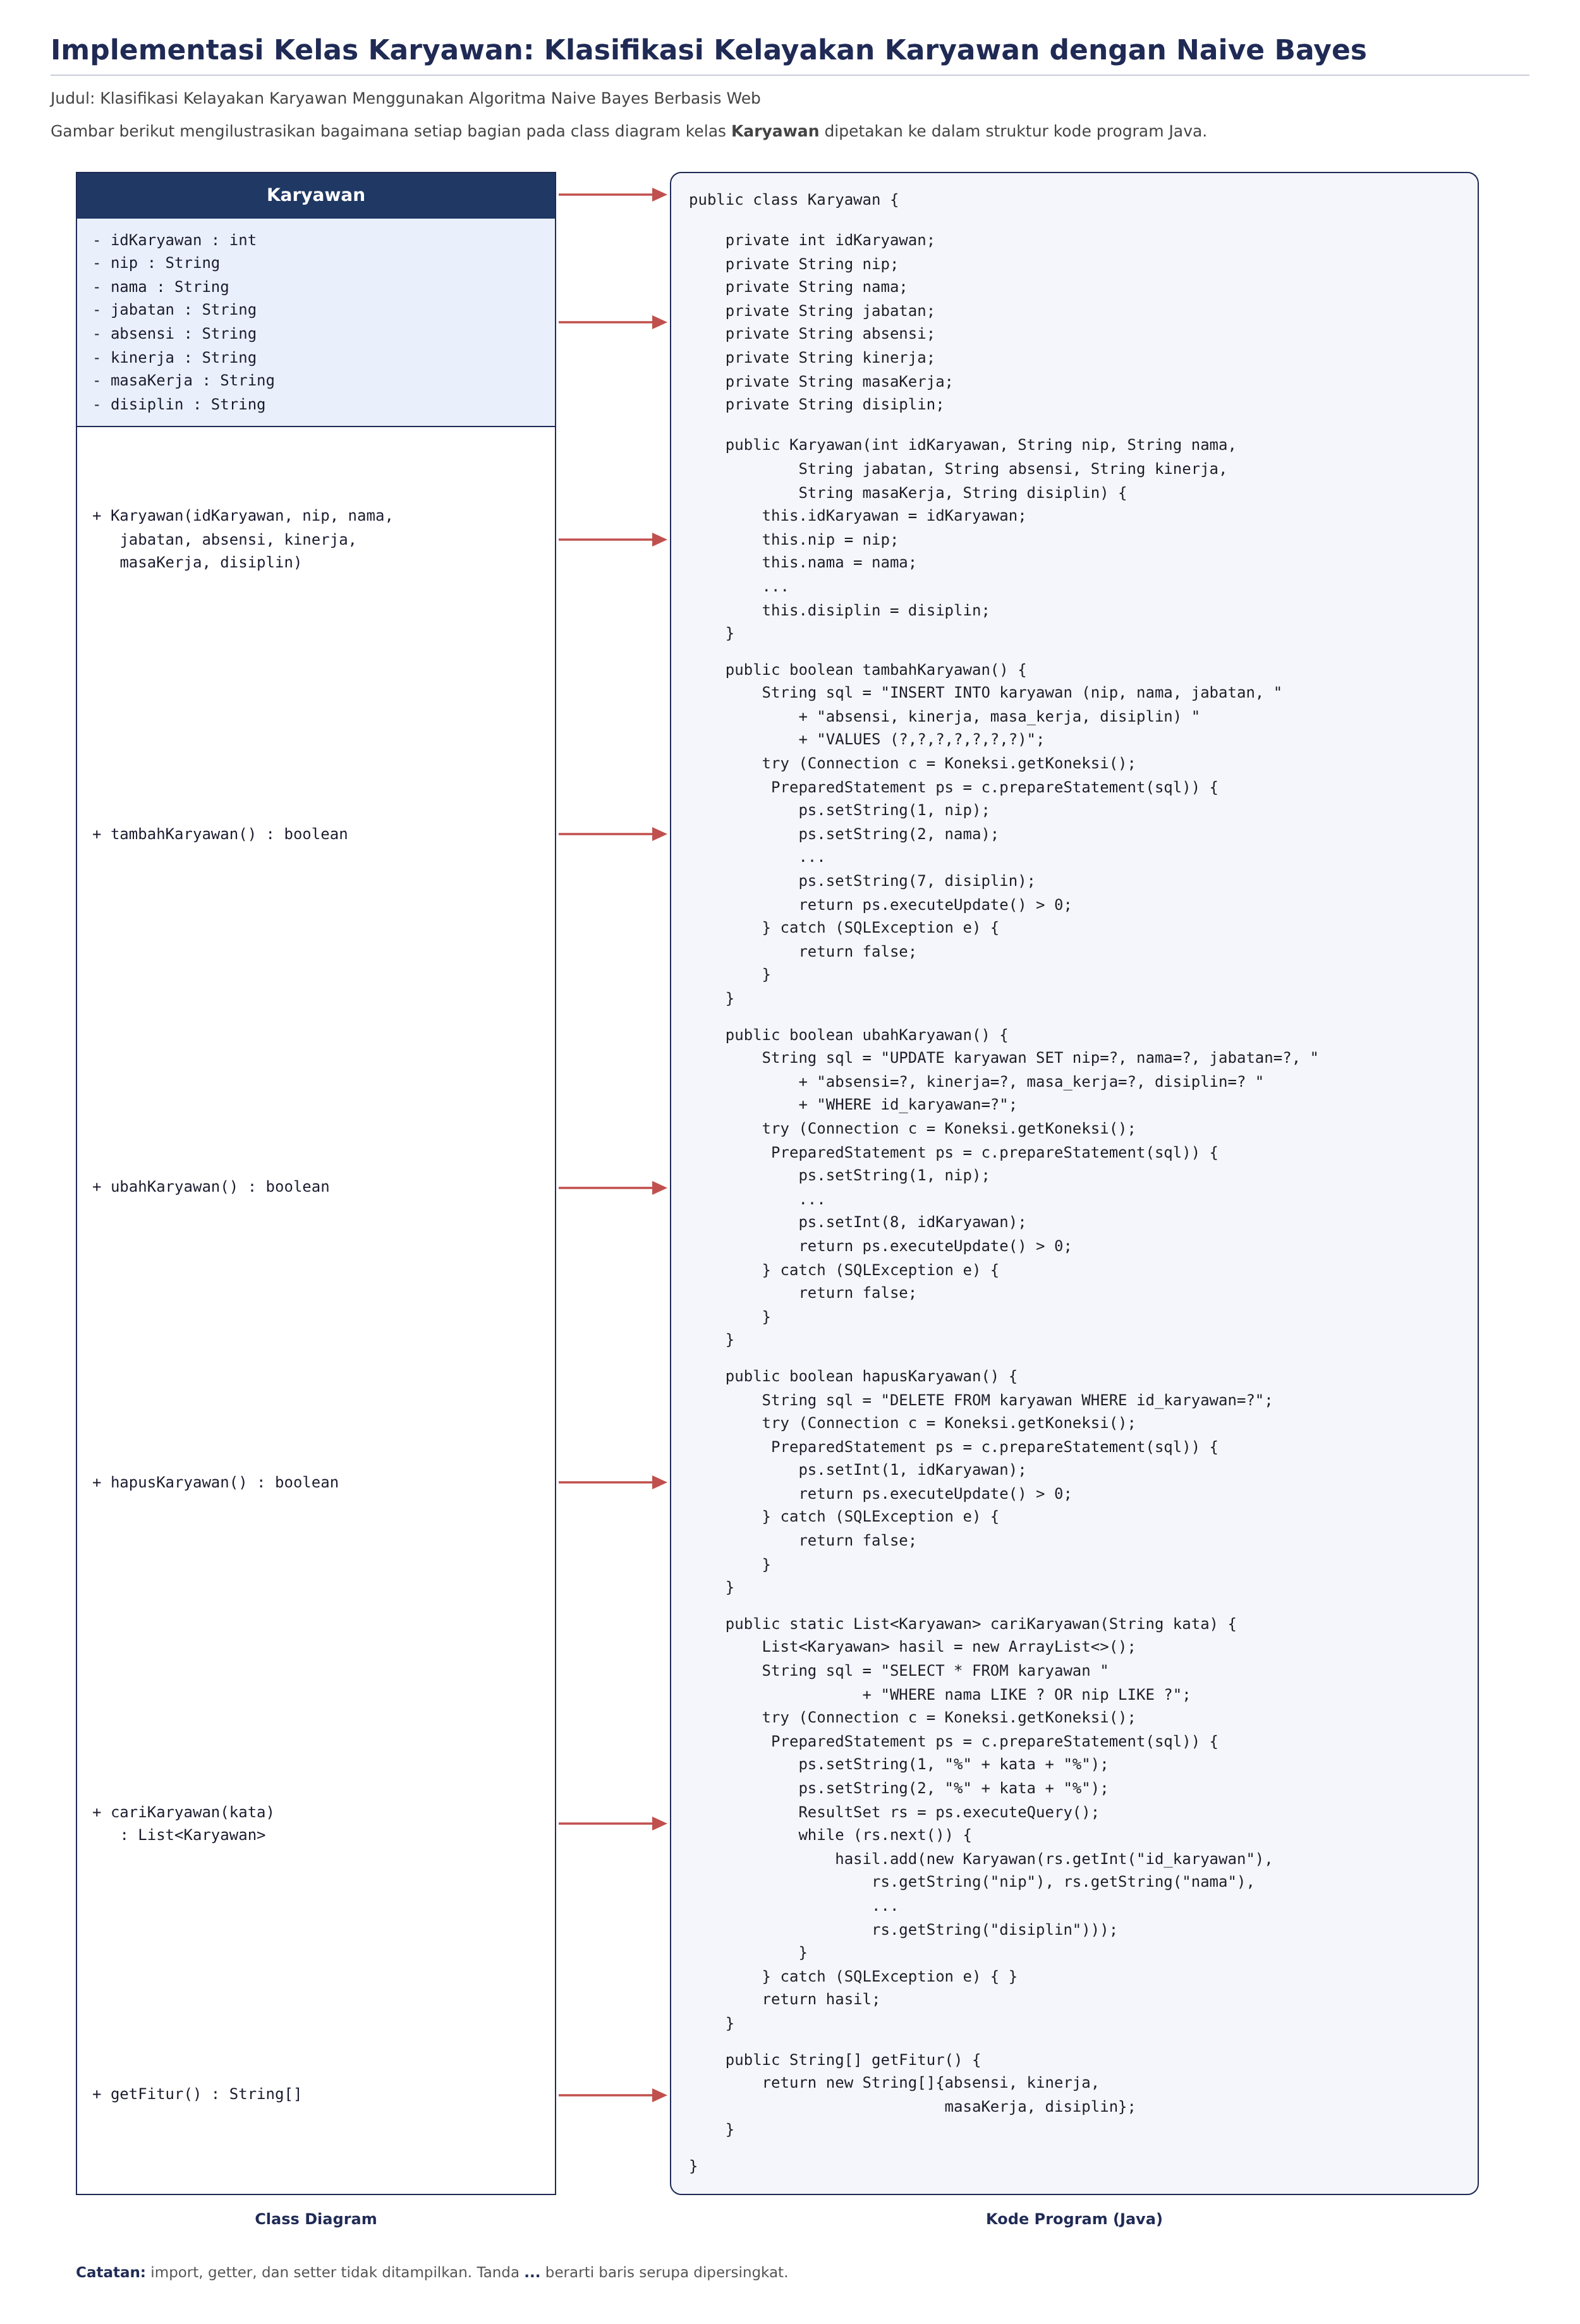 Implementasi Kelas Karyawan: Klasifikasi Kelayakan Karyawan dengan Naive Bayes
Judul: Klasifikasi Kelayakan Karyawan Menggunakan Algoritma Naive Bayes Berbasis Web
Gambar berikut mengilustrasikan bagaimana setiap bagian pada class diagram kelas Karyawan dipetakan ke dalam struktur kode program Java.
Karyawan
- idKaryawan : int
- nip : String
- nama : String
- jabatan : String
- absensi : String
- kinerja : String
- masaKerja : String
- disiplin : String
+ Karyawan(idKaryawan, nip, nama,
   jabatan, absensi, kinerja,
   masaKerja, disiplin)
+ tambahKaryawan() : boolean
+ ubahKaryawan() : boolean
+ hapusKaryawan() : boolean
+ cariKaryawan(kata)
   : List<Karyawan>
+ getFitur() : String[]
Class Diagram
public class Karyawan {
    private int idKaryawan;
    private String nip;
    private String nama;
    private String jabatan;
    private String absensi;
    private String kinerja;
    private String masaKerja;
    private String disiplin;
    public Karyawan(int idKaryawan, String nip, String nama,
            String jabatan, String absensi, String kinerja,
            String masaKerja, String disiplin) {
        this.idKaryawan = idKaryawan;
        this.nip = nip;
        this.nama = nama;
        ...
        this.disiplin = disiplin;
    }
    public boolean tambahKaryawan() {
        String sql = "INSERT INTO karyawan (nip, nama, jabatan, "
            + "absensi, kinerja, masa_kerja, disiplin) "
            + "VALUES (?,?,?,?,?,?,?)";
        try (Connection c = Koneksi.getKoneksi();
         PreparedStatement ps = c.prepareStatement(sql)) {
            ps.setString(1, nip);
            ps.setString(2, nama);
            ...
            ps.setString(7, disiplin);
            return ps.executeUpdate() > 0;
        } catch (SQLException e) {
            return false;
        }
    }
    public boolean ubahKaryawan() {
        String sql = "UPDATE karyawan SET nip=?, nama=?, jabatan=?, "
            + "absensi=?, kinerja=?, masa_kerja=?, disiplin=? "
            + "WHERE id_karyawan=?";
        try (Connection c = Koneksi.getKoneksi();
         PreparedStatement ps = c.prepareStatement(sql)) {
            ps.setString(1, nip);
            ...
            ps.setInt(8, idKaryawan);
            return ps.executeUpdate() > 0;
        } catch (SQLException e) {
            return false;
        }
    }
    public boolean hapusKaryawan() {
        String sql = "DELETE FROM karyawan WHERE id_karyawan=?";
        try (Connection c = Koneksi.getKoneksi();
         PreparedStatement ps = c.prepareStatement(sql)) {
            ps.setInt(1, idKaryawan);
            return ps.executeUpdate() > 0;
        } catch (SQLException e) {
            return false;
        }
    }
    public static List<Karyawan> cariKaryawan(String kata) {
        List<Karyawan> hasil = new ArrayList<>();
        String sql = "SELECT * FROM karyawan "
                   + "WHERE nama LIKE ? OR nip LIKE ?";
        try (Connection c = Koneksi.getKoneksi();
         PreparedStatement ps = c.prepareStatement(sql)) {
            ps.setString(1, "%" + kata + "%");
            ps.setString(2, "%" + kata + "%");
            ResultSet rs = ps.executeQuery();
            while (rs.next()) {
                hasil.add(new Karyawan(rs.getInt("id_karyawan"),
                    rs.getString("nip"), rs.getString("nama"),
                    ...
                    rs.getString("disiplin")));
            }
        } catch (SQLException e) { }
        return hasil;
    }
    public String[] getFitur() {
        return new String[]{absensi, kinerja,
                            masaKerja, disiplin};
    }
}
Kode Program (Java)
Catatan: import, getter, dan setter tidak ditampilkan. Tanda ... berarti baris serupa dipersingkat.